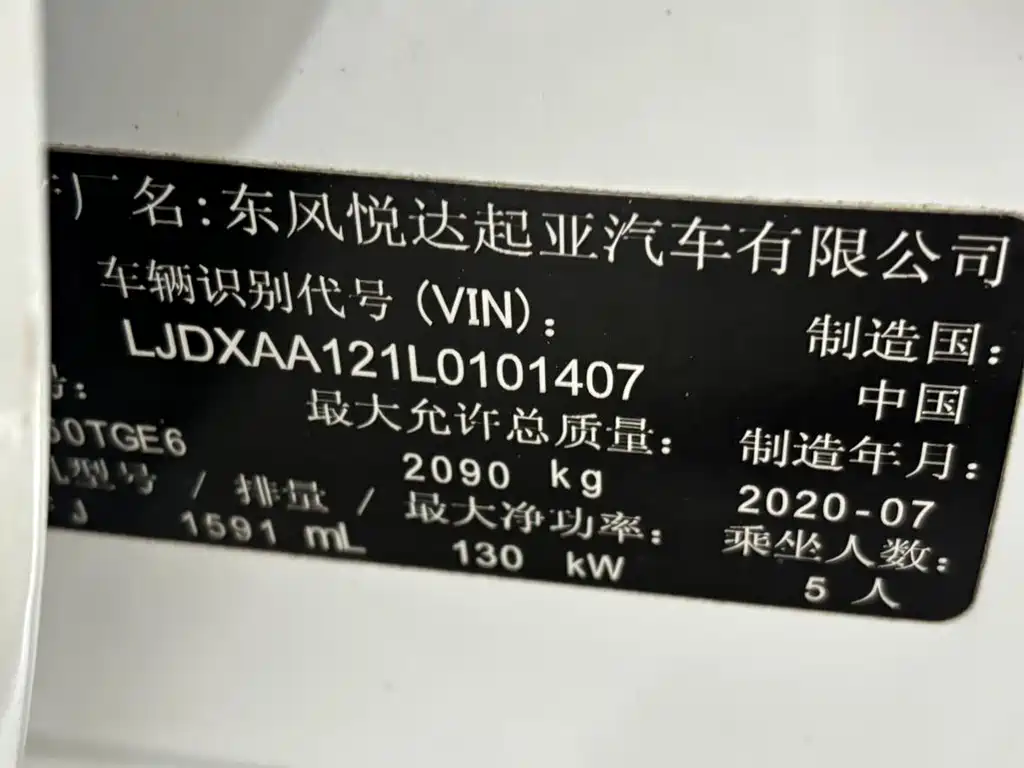 厂名:东风悦达起亚汽车有限公司
车辆识别代号(VIN):
LJDXAA121L0101407
制造国:
中国
号:
50TGE6
最大允许总质量:
2090 kg
制造年月:
2020-07
型号 / 排量 / 最大净功率:
J 1591 mL 130 kW
乘坐人数:
5 人